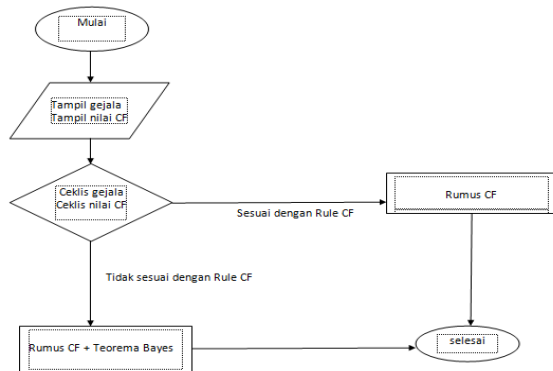 Mulai
Tampil gejala
Tampil nilai CF
Ceklis gejala
Ceklis nilai CF
Sesuai dengan Rule CF
Rumus CF
Tidak sesuai dengan Rule CF
Rumus CF + Teorema Bayes
selesai